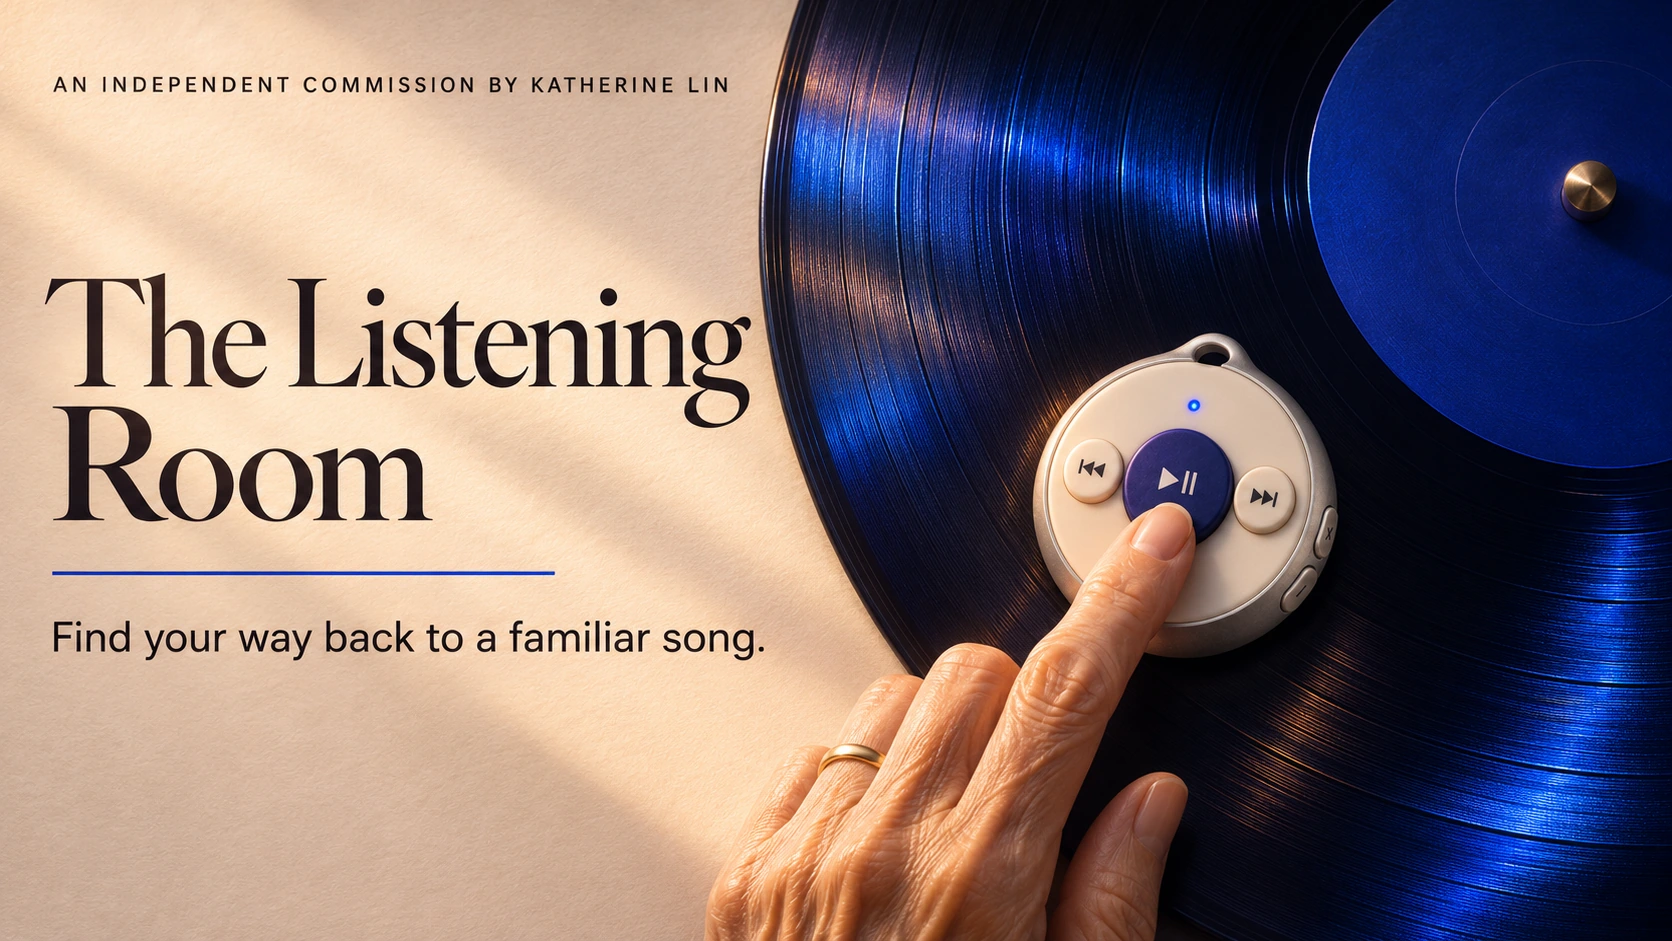 AN INDEPENDENT COMMISSION BY KATHERINE LIN
The Listening
Room
Find your way back to a familiar song.